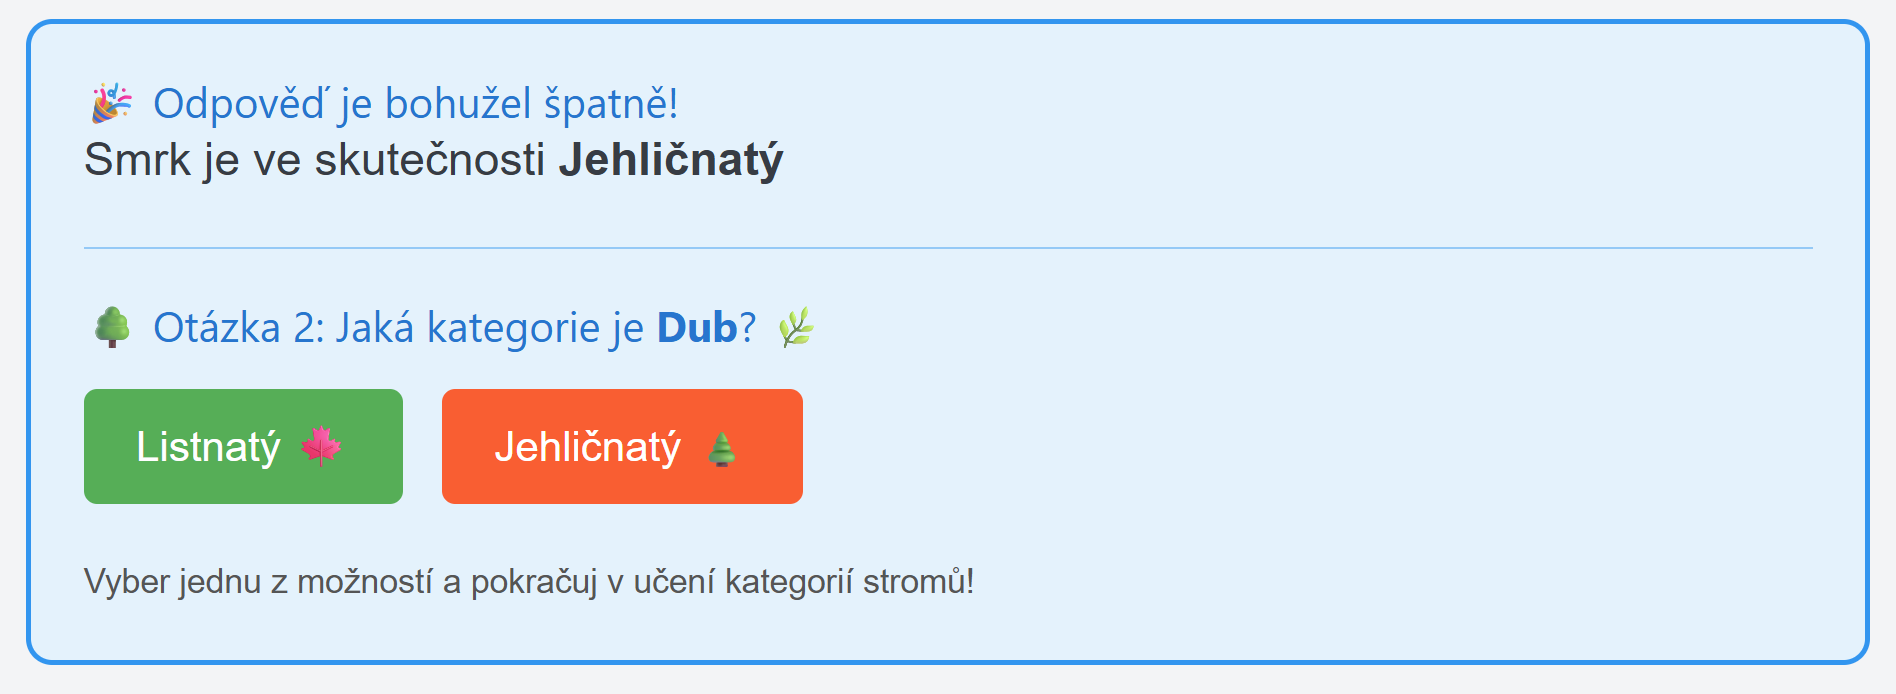 🎉 Odpověď je bohužel špatně!
Smrk je ve skutečnosti Jehličnatý
🌳 Otázka 2: Jaká kategorie je Dub? 🌿
Listnatý 🍁
Jehličnatý 🌲
Vyber jednu z možností a pokračuj v učení kategorií stromů!